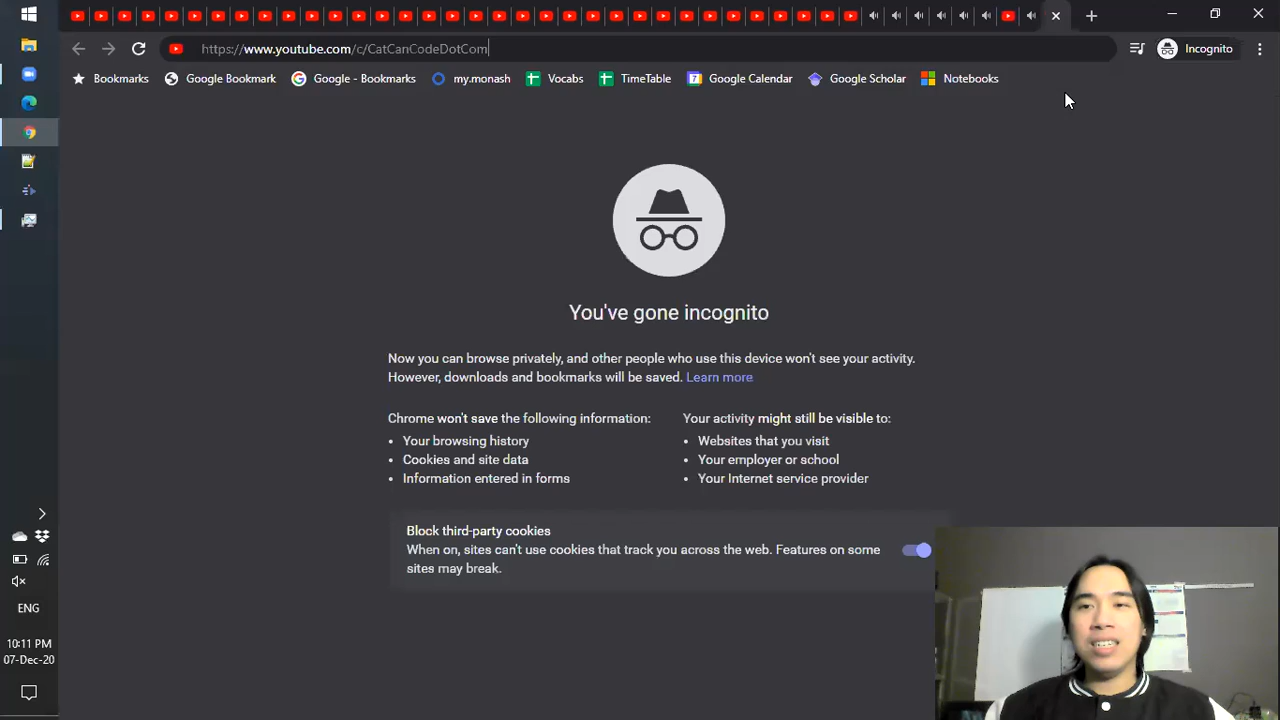 https://www.youtube.com/c/CatCanCodeDotCom
Incognito
Bookmarks
Google Bookmark
Google - Bookmarks
my.monash
Vocabs
TimeTable
7
Google Calendar
Google Scholar
Notebooks
You've gone incognito
Now you can browse privately, and other people who use this device won't see your activity.
However, downloads and bookmarks will be saved. Learn more
Chrome won't save the following information:
• Your browsing history
• Cookies and site data
• Information entered in forms
Your activity might still be visible to:
• Websites that you visit
• Your employer or school
• Your Internet service provider
Block third-party cookies
When on, sites can't use cookies that track you across the web. Features on some
sites may break.
ENG
10:11 PM
07-Dec-20